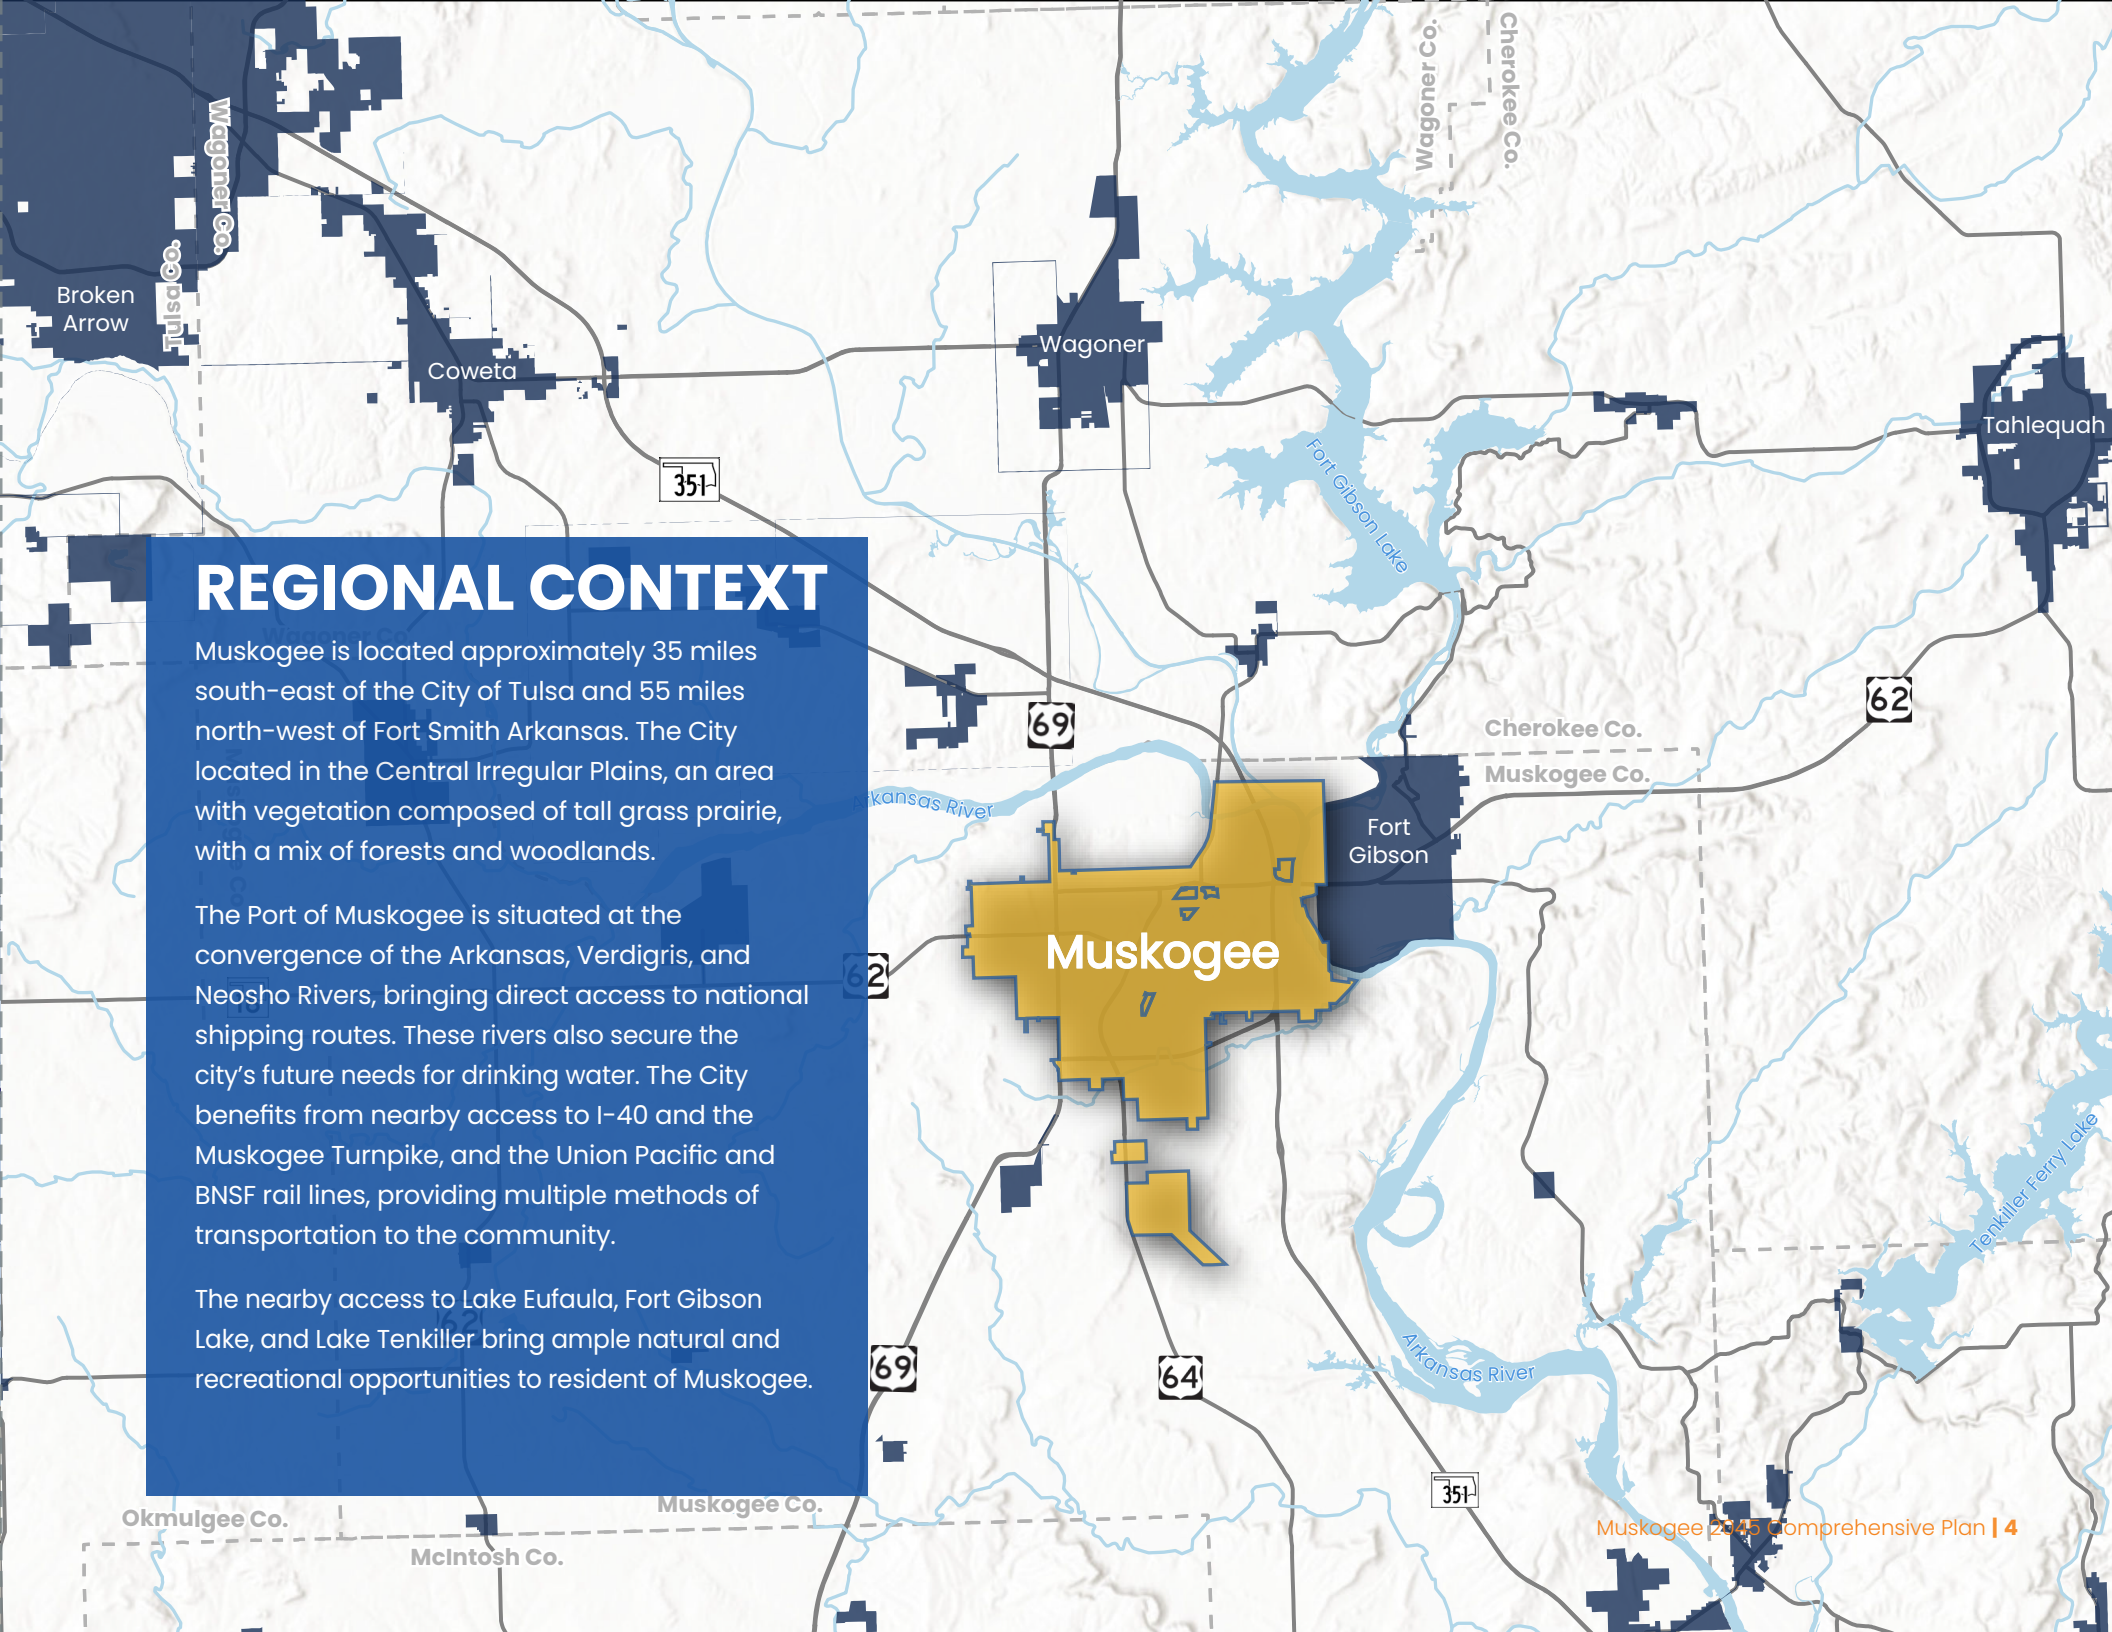 Wagoner Co.
Cherokee Co.
Wagoner Co.
Tulsa Co.
Broken
Arrow
Coweta
Wagoner
Tahlequah
351
Fort Gibson Lake
REGIONAL CONTEXT
Wagoner Co.
Muskogee is located approximately 35 miles
south-east of the City of Tulsa and 55 miles
north-west of Fort Smith Arkansas. The City
located in the Central Irregular Plains, an area
with vegetation composed of tall grass prairie,
with a mix of forests and woodlands.
The Port of Muskogee is situated at the
convergence of the Arkansas, Verdigris, and
Neosho Rivers, bringing direct access to national
shipping routes. These rivers also secure the
city’s future needs for drinking water. The City
benefits from nearby access to I-40 and the
Muskogee Turnpike, and the Union Pacific and
BNSF rail lines, providing multiple methods of
transportation to the community.
The nearby access to Lake Eufaula, Fort Gibson
Lake, and Lake Tenkiller bring ample natural and
recreational opportunities to resident of Muskogee.
62
69
62
Cherokee Co.
Muskogee Co.
Arkansas River
Fort
Gibson
Muskogee
62
Tenkiller Ferry Lake
69
64
Arkansas River
351
Okmulgee Co.
Muskogee Co.
McIntosh Co.
Muskogee 2045 Comprehensive Plan | 4